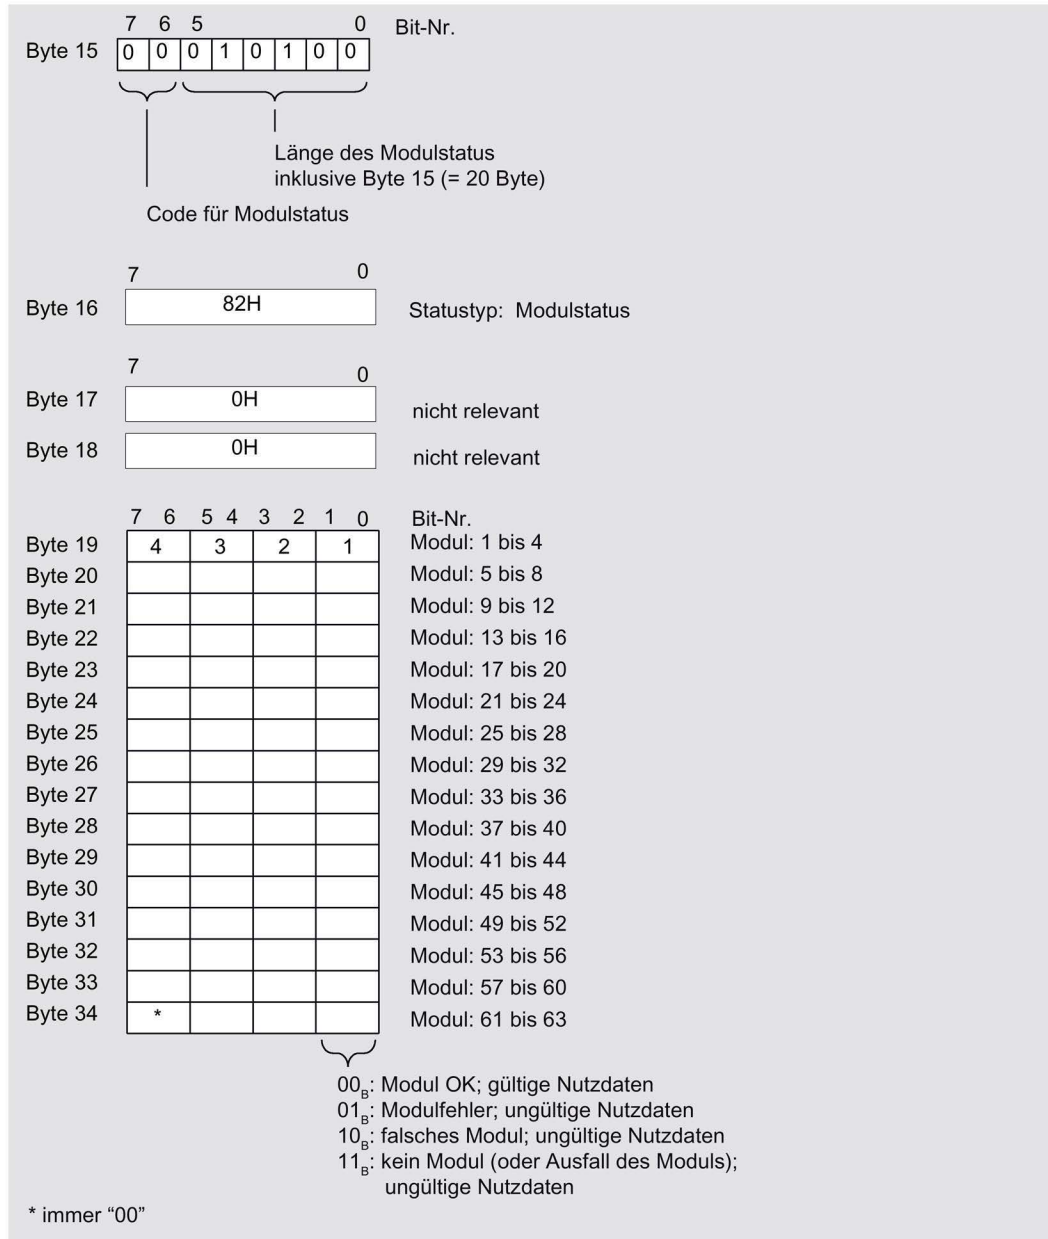 7 6 5 0 Bit-Nr.
Byte 15 0 0 0 1 0 1 0 0
Länge des Modulstatus
inklusive Byte 15 (= 20 Byte)
Code für Modulstatus
7 0
Byte 16 82H Statustyp: Modulstatus
7 0
Byte 17 0H nicht relevant
Byte 18 0H nicht relevant
7 6 5 4 3 2 1 0 Bit-Nr.
Byte 19 4 3 2 1 Modul: 1 bis 4
Byte 20 Modul: 5 bis 8
Byte 21 Modul: 9 bis 12
Byte 22 Modul: 13 bis 16
Byte 23 Modul: 17 bis 20
Byte 24 Modul: 21 bis 24
Byte 25 Modul: 25 bis 28
Byte 26 Modul: 29 bis 32
Byte 27 Modul: 33 bis 36
Byte 28 Modul: 37 bis 40
Byte 29 Modul: 41 bis 44
Byte 30 Modul: 45 bis 48
Byte 31 Modul: 49 bis 52
Byte 32 Modul: 53 bis 56
Byte 33 Modul: 57 bis 60
Byte 34 * Modul: 61 bis 63
00B: Modul OK; gültige Nutzdaten
01B: Modulfehler; ungültige Nutzdaten
10B: falsches Modul; ungültige Nutzdaten
11B: kein Modul (oder Ausfall des Moduls);
ungültige Nutzdaten
* immer “00”